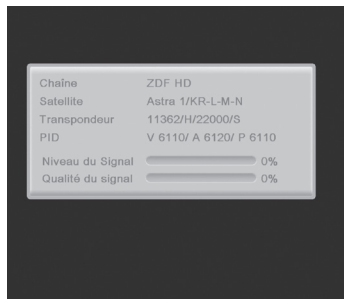 Chaîne ZDF HD
Satellite Astra 1/KR-L-M-N
Transpondeur 11362/H/22000/S
PID V 6110/ A 6120/ P 6110
Niveau du Signal 0%
Qualité du signal 0%